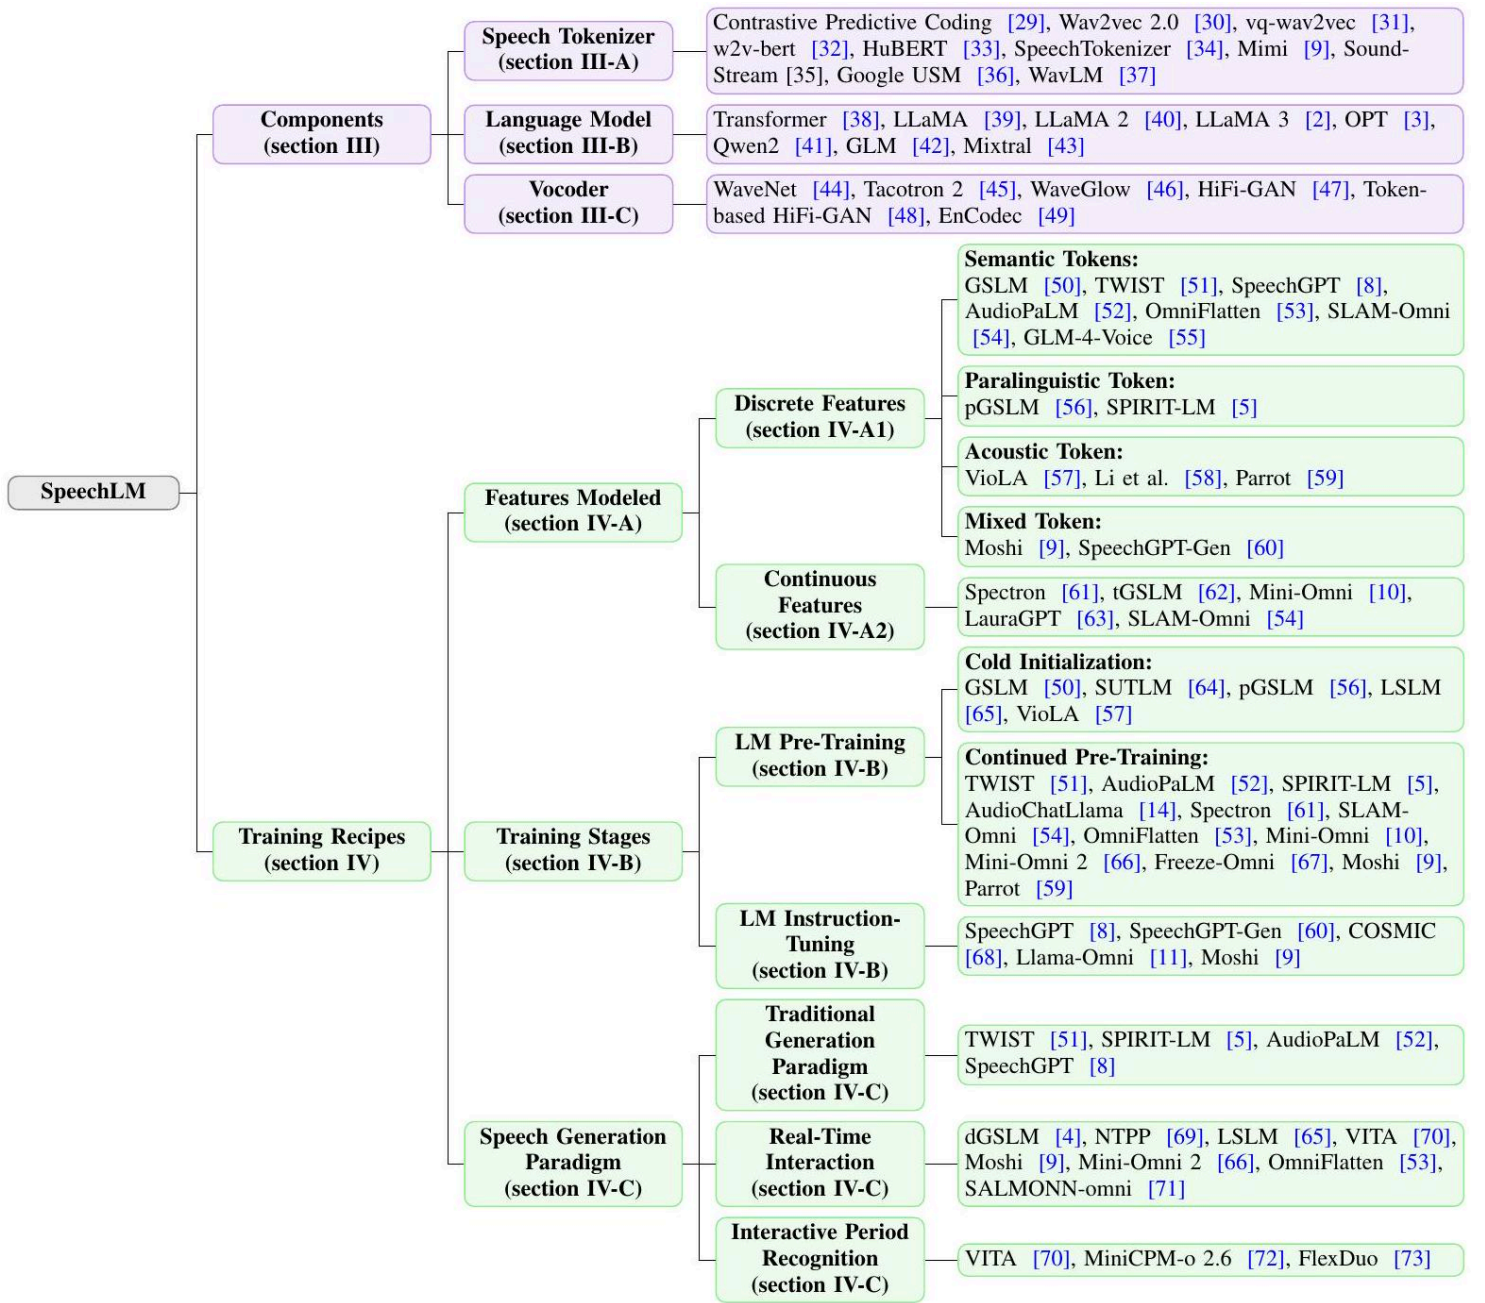 SpeechLM
Components
(section III)
Speech Tokenizer
(section III-A)
Contrastive Predictive Coding [29], Wav2vec 2.0 [30], vq-wav2vec [31],
w2v-bert [32], HuBERT [33], SpeechTokenizer [34], Mimi [9], Sound-
Stream [35], Google USM [36], WavLM [37]
Language Model
(section III-B)
Transformer [38], LLaMA [39], LLaMA 2 [40], LLaMA 3 [2], OPT [3],
Qwen2 [41], GLM [42], Mixtral [43]
Vocoder
(section III-C)
WaveNet [44], Tacotron 2 [45], WaveGlow [46], HiFi-GAN [47], Token-
based HiFi-GAN [48], EnCodec [49]
Training Recipes
(section IV)
Features Modeled
(section IV-A)
Discrete Features
(section IV-A1)
Semantic Tokens:
GSLM [50], TWIST [51], SpeechGPT [8],
AudioPaLM [52], OmniFlatten [53], SLAM-Omni
[54], GLM-4-Voice [55]
Paralinguistic Token:
pGSLM [56], SPIRIT-LM [5]
Acoustic Token:
VioLA [57], Li et al. [58], Parrot [59]
Mixed Token:
Moshi [9], SpeechGPT-Gen [60]
Continuous
Features
(section IV-A2)
Spectron [61], tGSLM [62], Mini-Omni [10],
LauraGPT [63], SLAM-Omni [54]
Training Stages
(section IV-B)
LM Pre-Training
(section IV-B)
Cold Initialization:
GSLM [50], SUTLM [64], pGSLM [56], LSLM
[65], VioLA [57]
Continued Pre-Training:
TWIST [51], AudioPaLM [52], SPIRIT-LM [5],
AudioChatLlama [14], Spectron [61], SLAM-
Omni [54], OmniFlatten [53], Mini-Omni [10],
Mini-Omni 2 [66], Freeze-Omni [67], Moshi [9],
Parrot [59]
LM Instruction-
Tuning
(section IV-B)
SpeechGPT [8], SpeechGPT-Gen [60], COSMIC
[68], Llama-Omni [11], Moshi [9]
Speech Generation
Paradigm
(section IV-C)
Traditional
Generation
Paradigm
(section IV-C)
TWIST [51], SPIRIT-LM [5], AudioPaLM [52],
SpeechGPT [8]
Real-Time
Interaction
(section IV-C)
dGSLM [4], NTPP [69], LSLM [65], VITA [70],
Moshi [9], Mini-Omni 2 [66], OmniFlatten [53],
SALMONN-omni [71]
Interactive Period
Recognition
(section IV-C)
VITA [70], MiniCPM-o 2.6 [72], FlexDuo [73]